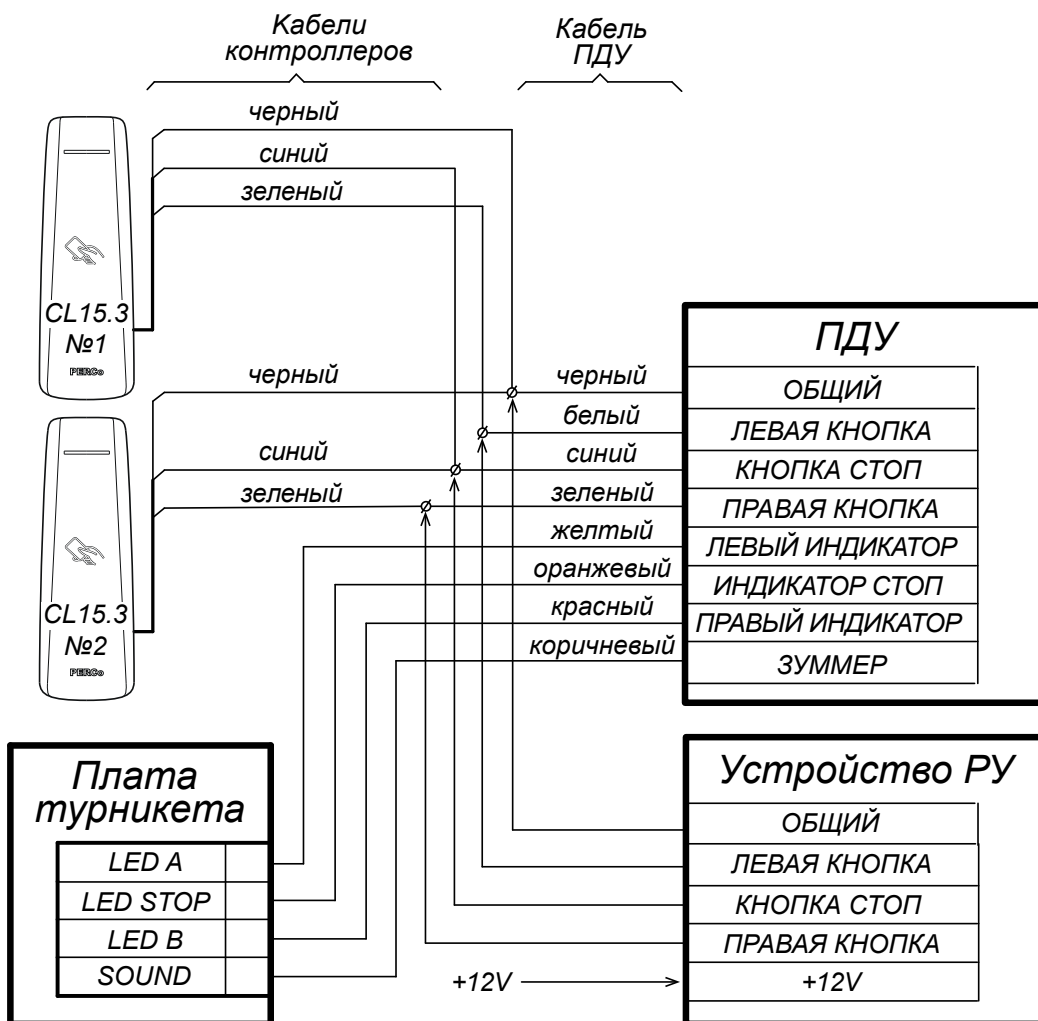 Кабели
контроллеров
Кабель
ПДУ
черный
синий
зеленый
CL15.3
№1
PERCo
черный
синий
зеленый
CL15.3
№2
PERCo
черный
белый
синий
зеленый
желтый
оранжевый
красный
коричневый
ПДУ
ОБЩИЙ
ЛЕВАЯ КНОПКА
КНОПКА СТОП
ПРАВАЯ КНОПКА
ЛЕВЫЙ ИНДИКАТОР
ИНДИКАТОР СТОП
ПРАВЫЙ ИНДИКАТОР
ЗУММЕР
Плата
турникета
LED A
LED STOP
LED B
SOUND
Устройство РУ
ОБЩИЙ
ЛЕВАЯ КНОПКА
КНОПКА СТОП
ПРАВАЯ КНОПКА
+12V
+12V